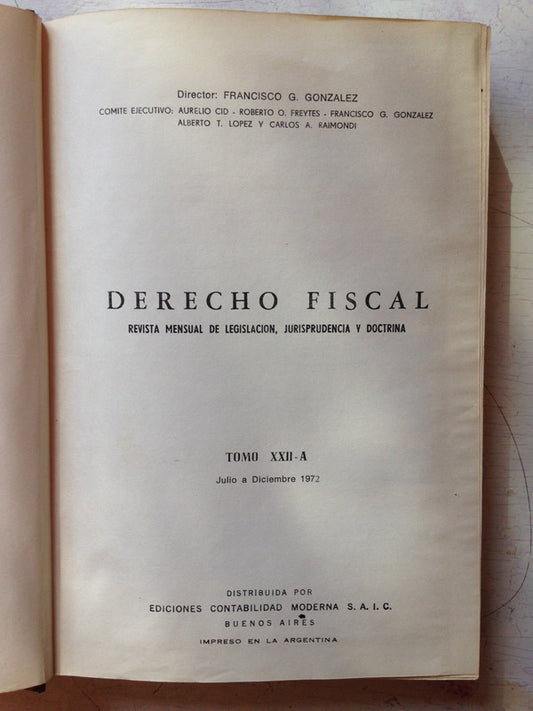 Director: FRANCISCO G. GONZALEZ
COMITE EJECUTIVO: AURELIO CID - ROBERTO O. FREYTES - FRANCISCO G. GONZALEZ
ALBERTO T. LOPEZ Y CARLOS A. RAIMONDI
DERECHO FISCAL
REVISTA MENSUAL DE LEGISLACION, JURISPRUDENCIA Y DOCTRINA
TOMO XXII-A
Julio a Diciembre 1972
DISTRIBUIDA POR
EDICIONES CONTABILIDAD MODERNA S. A. I. C.
BUENOS AIRES
IMPRESO EN LA ARGENTINA